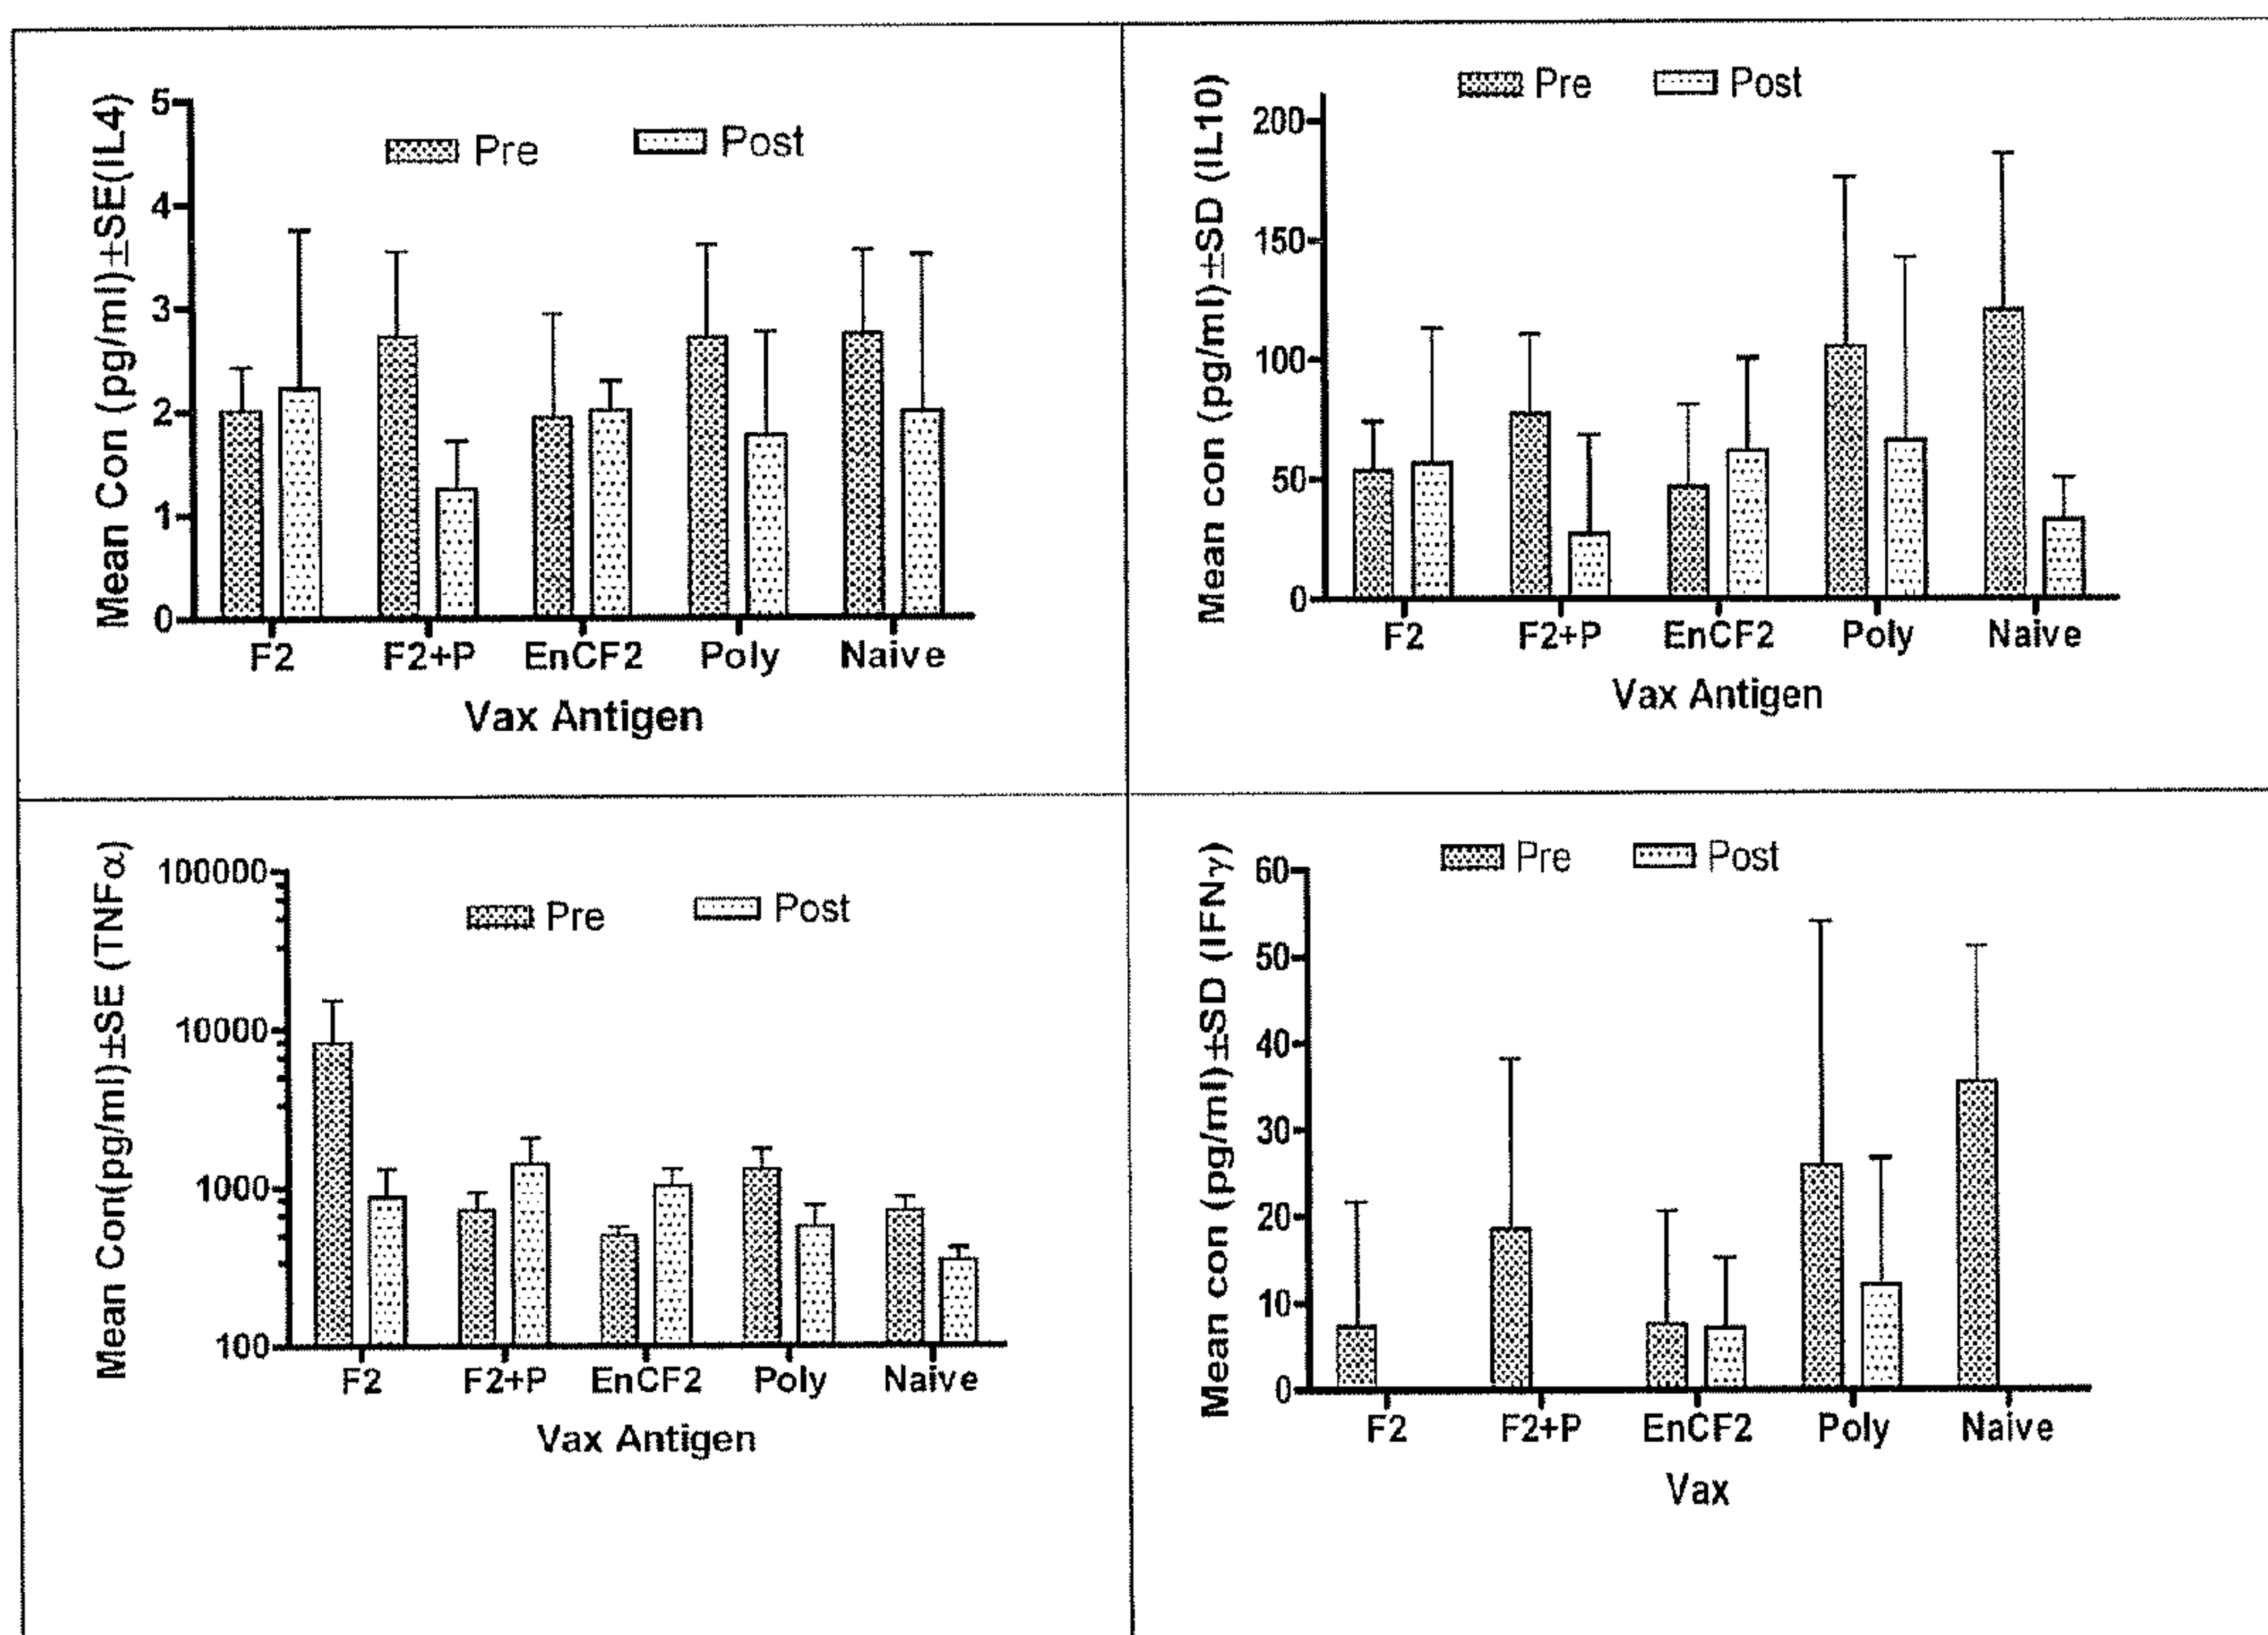 Mean Con (pg/ml)±SE(IL4)
5
4
3
2
1
0
Pre
Post
F2
F2+P
EnCF2
Poly
Naive
Vax Antigen
Mean con (pg/ml)±SD (IL10)
200
150
100
50
0
Pre
Post
F2
F2+P
EnCF2
Poly
Naive
Vax Antigen
Mean Con(pg/ml)±SE (TNFα)
100000
10000
1000
100
Pre
Post
F2
F2+P
EnCF2
Poly
Naive
Vax Antigen
Mean con (pg/ml)±SD (IFNγ)
60
50
40
30
20
10
0
Pre
Post
F2
F2+P
EnCF2
Poly
Naive
Vax